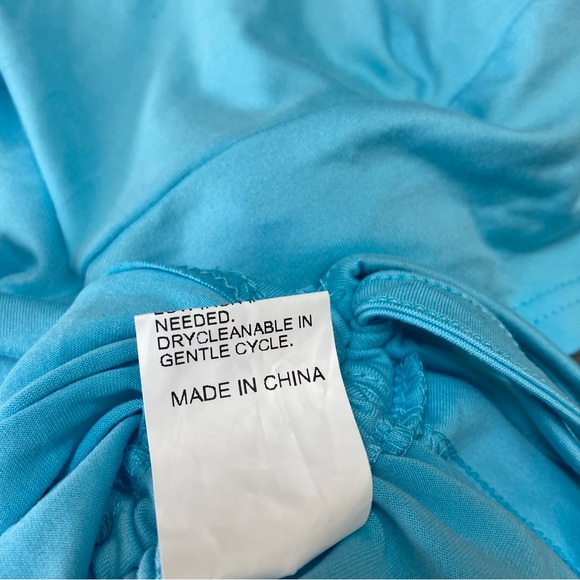 NEEDED.
DRYCLEANABLE IN
GENTLE CYCLE.
MADE IN CHINA